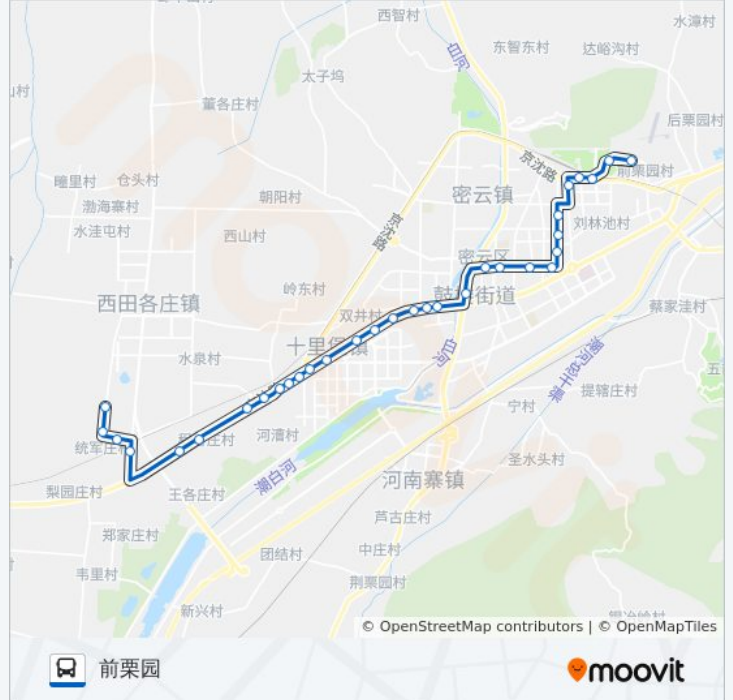 西智村
水漳村
白河
东智东村
达峪沟村
太子坞
董各庄村
后栗园村
京沈路
前栗园村
疃里村
仓头村
朝阳村
密云镇
渤海寨村
京沈路
刘林池村
水洼屯村
西山村
密云区
岭东村
西田各庄镇
街道
蔡家洼村
双井村
十里堡镇
白河
潮河总干渠
水泉村
提辖庄村
宁村
河漕村
统军庄村
圣水头村
潮白河
河南寨镇
梨园庄村
王各庄村
芦古庄村
郑家庄村
团结村
中庄村
韦里村
荆栗园村
新兴村
© OpenStreetMap contributors | © OpenMapTiles
前栗园
moovit